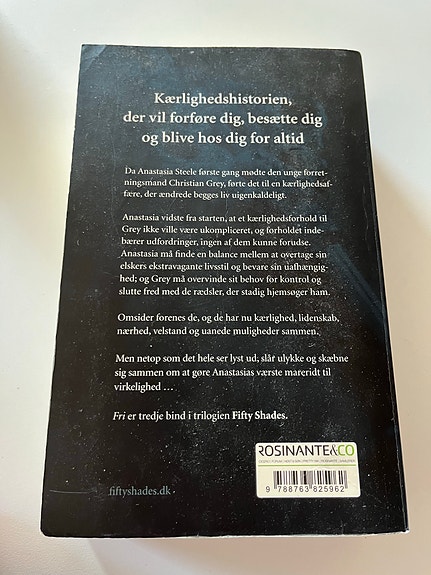 Kærlighedshistorien,
der vil forføre dig, besætte dig
og blive hos dig for altid
Da Anastasia Steele første gang mødte den unge forret-
ningsmand Christian Grey, førte det til en kærlighedsaf-
fære, der ændrede begges liv uigenkaldeligt.
Anastasia vidste fra starten, at et kærlighedsforhold til
Grey ikke ville være ukompliceret, og forholdet inde-
bærer udfordringer, ingen af dem kunne forudse.
Anastasia må finde en balance mellem at overtage sin
elskers ekstravagante livsstil og bevare sin uafhængig-
hed; og Grey må overvinde sit behov for kontrol og
slutte fred med de rædsler, der stadig hjemsøger ham.
Omsider forenes de, og de har nu kærlighed, lidenskab,
nærhed, velstand og uanede muligheder sammen.
Men netop som det hele ser lyst ud, slår ulykke og skæbne
sig sammen om at gøre Anastasias værste mareridt til
virkelighed …
Fri er tredje bind i trilogien Fifty Shades.
ROSINANTE&CO
9 788763 825962
fiftyshades.dk